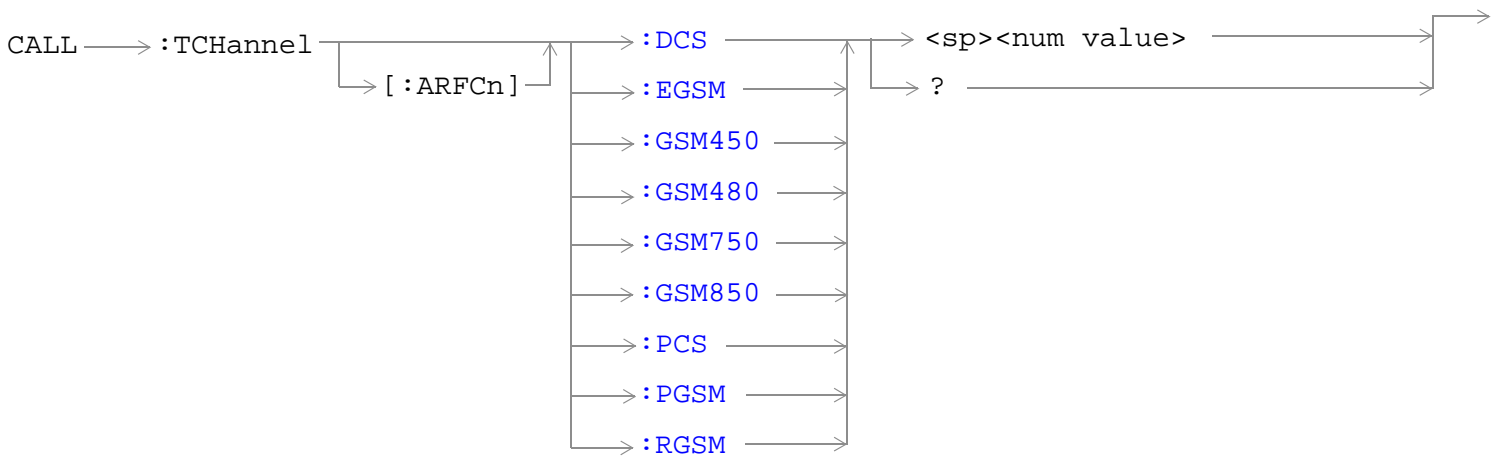 CALL :TCHannel :DCS <sp><num value>
[:ARFCn] :EGSM ?
:GSM450
:GSM480
:GSM750
:GSM850
:PCS
:PGSM
:RGSM